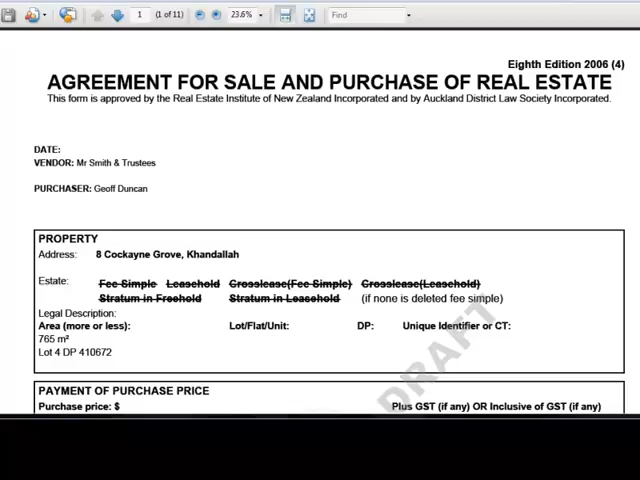 1 (1 of 11) 23.6% Find
Eighth Edition 2006 (4)
AGREEMENT FOR SALE AND PURCHASE OF REAL ESTATE
This form is approved by the Real Estate Institute of New Zealand Incorporated and by Auckland District Law Society Incorporated.
DATE:
VENDOR: Mr Smith & Trustees
PURCHASER: Geoff Duncan
PROPERTY
Address: 8 Cockayne Grove, Khandallah
Estate: Fee Simple Leasehold Crosslease(Fee Simple) Crosslease(Leasehold)
Stratum in Freehold Stratum in Leasehold (if none is deleted fee simple)
Legal Description:
Area (more or less): Lot/Flat/Unit: DP: Unique Identifier or CT:
765 m²
Lot 4 DP 410672
DRAFT
PAYMENT OF PURCHASE PRICE
Purchase price: $ Plus GST (if any) OR Inclusive of GST (if any)